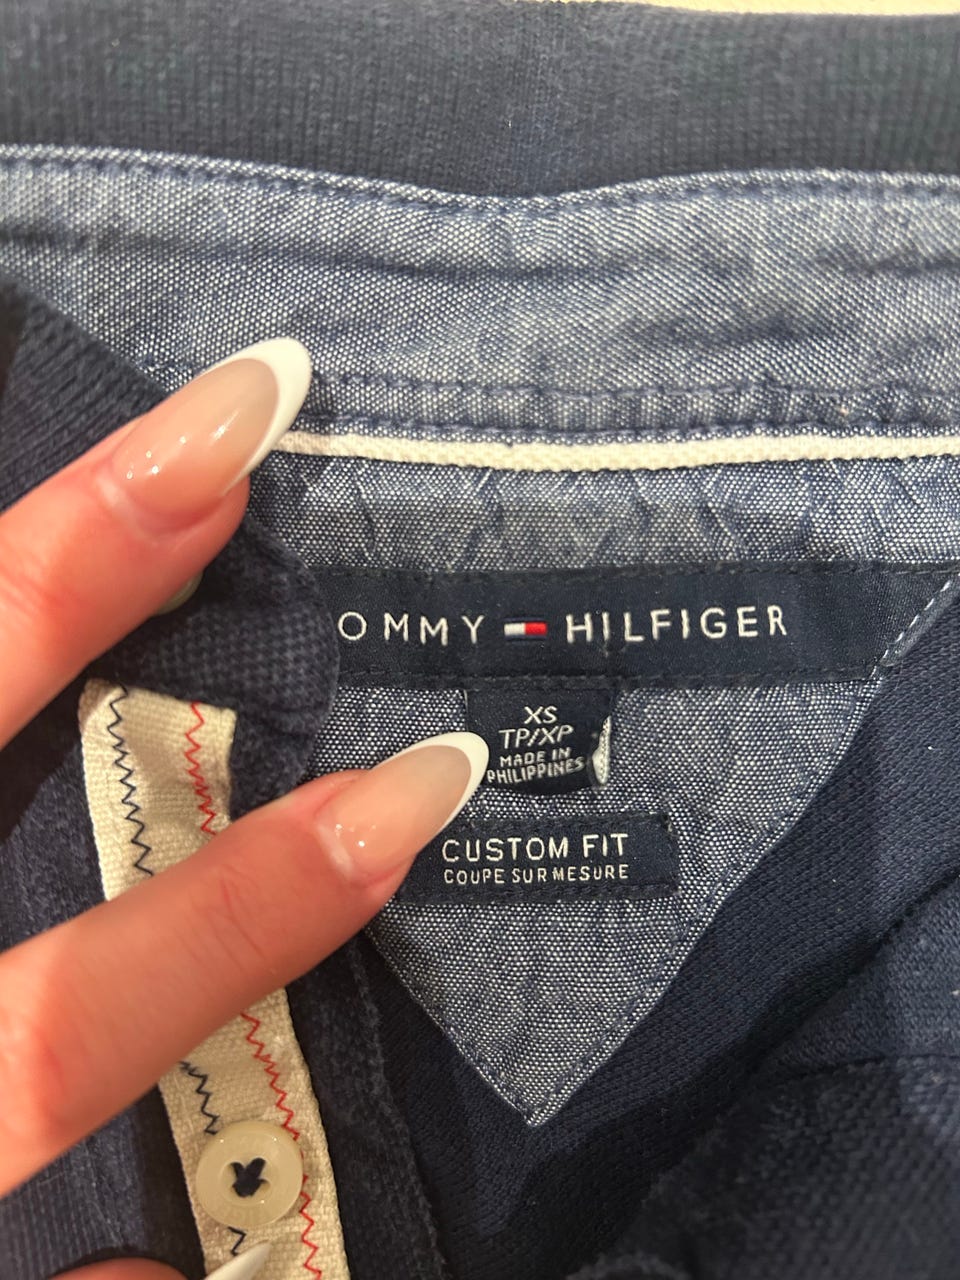 OMMY HILFIGER
XS
TP/XP
MADE IN
PHILIPPINES
CUSTOM FIT
COUPE SUR MESURE